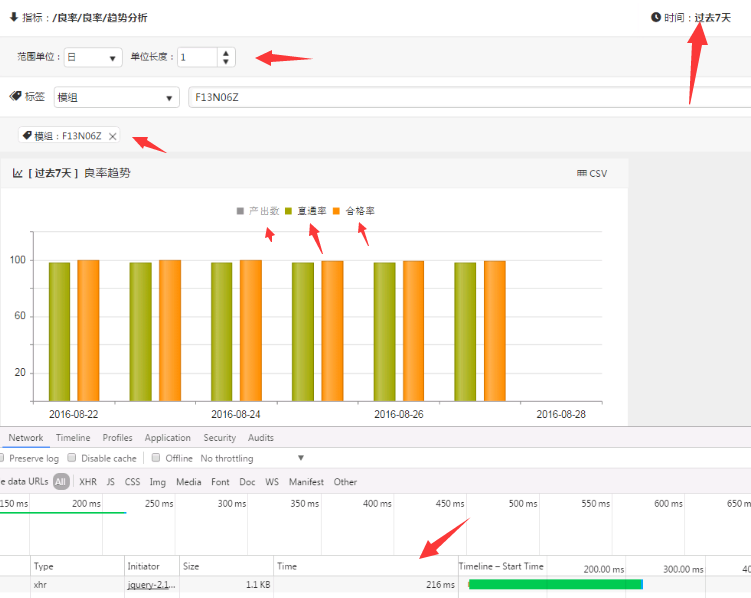 指标：/良率/良率/趋势分析 时间：过去7天
范围单位： 日 单位长度： 1
标签 模组 F13N06Z
模组：F13N06Z
[ 过去7天 ] 良率趋势 CSV
产出数 直通率 合格率
100
60
20
2016-08-22 2016-08-24 2016-08-26 2016-08-28
Network Timeline Profiles Application Security Audits
Preserve log Disable cache Offline No throttling
e data URLs All XHR JS CSS Img Media Font Doc WS Manifest Other
150 ms 200 ms 250 ms 300 ms 350 ms 400 ms 450 ms 500 ms 550 ms 600 ms 650 m
Type Initiator Size Time Timeline – Start Time 200.00 ms 300.00 ms 40
xhr jquery-2.1... 1.1 KB 216 ms